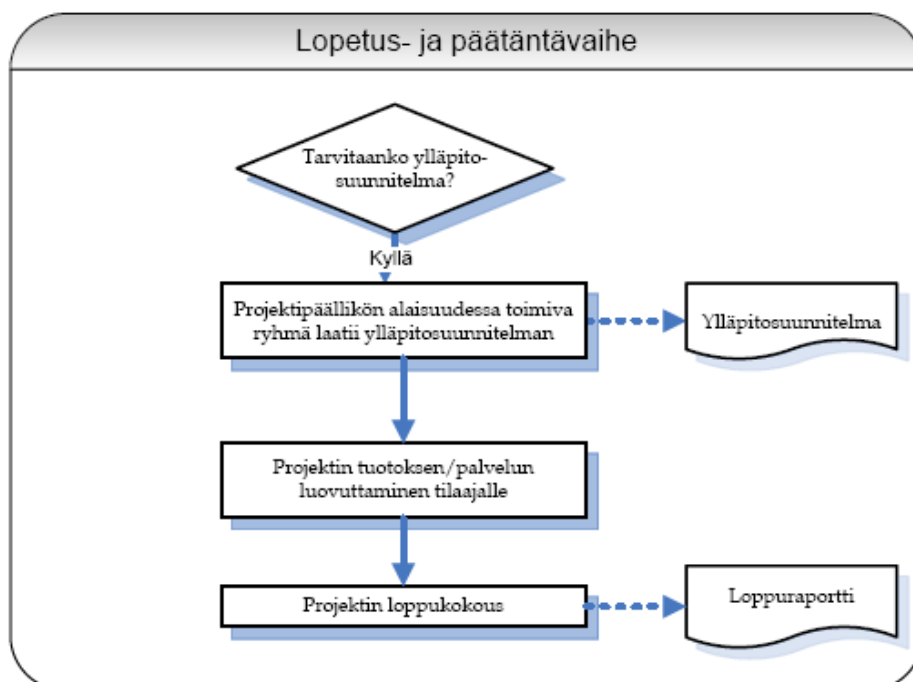 Lopetus- ja päätäntävaihe
Tarvitaanko ylläpito-
suunnitelma?
Kyllä
Projektipäällikön alaisuudessa toimiva
ryhmä laatii ylläpitosuunnitelman
Ylläpitosuunnitelma
Projektin tuotoksen/palvelun
luovuttaminen tilaajalle
Projektin loppukokous
Loppuraportti